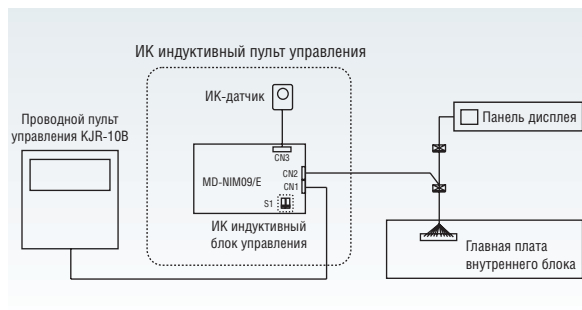 ИК индуктивный пульт управления
ИК-датчик
Проводной пульт
управления KJR-10B
Панель дисплея
CN3
MD-NIM09/E
CN2
CN1
S1
ИК индуктивный
блок управления
Главная плата
внутреннего блока